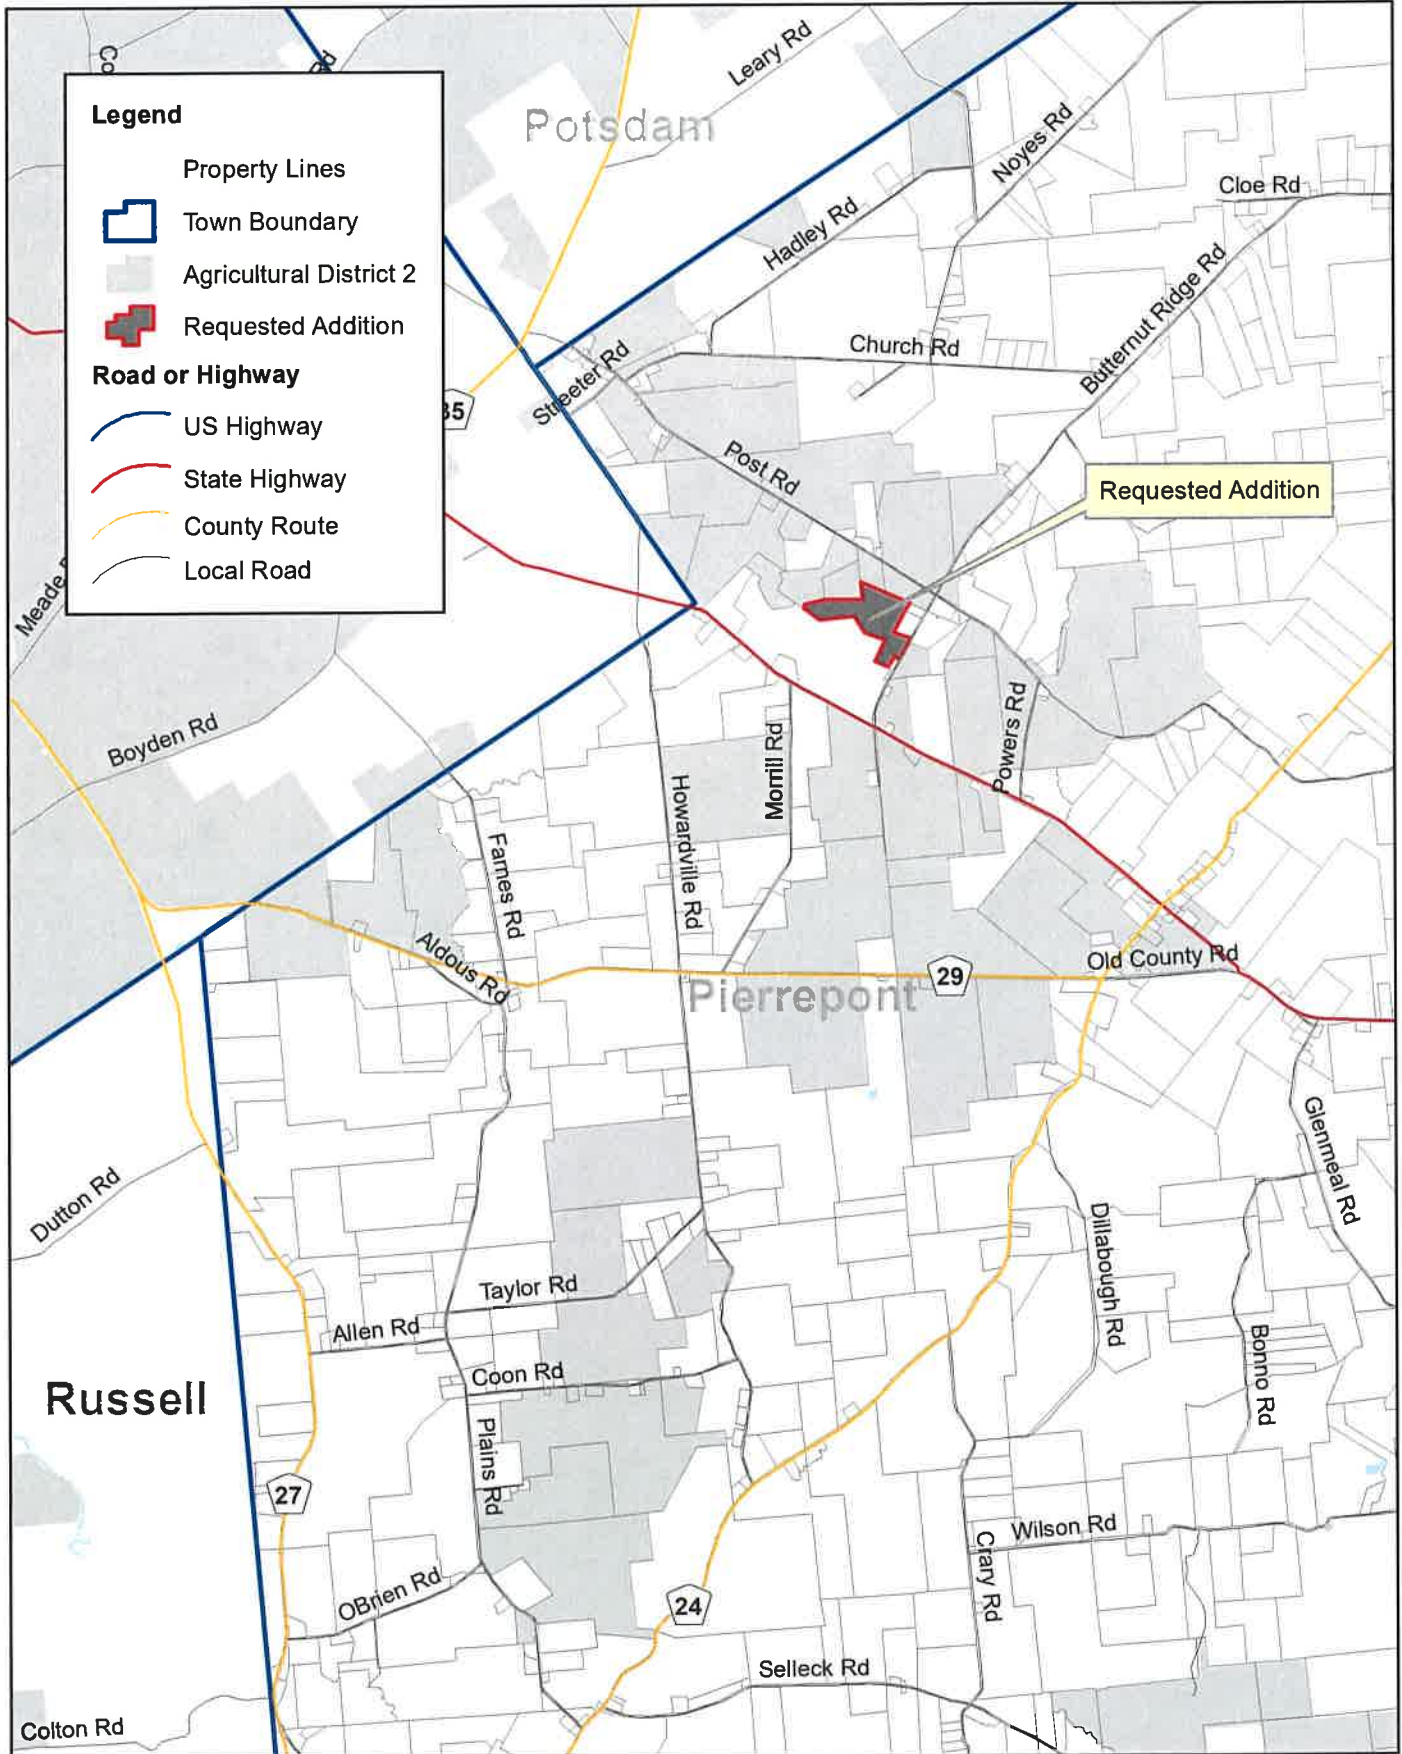 Co
Rd
Leary Rd
Potsdam
Legend
Property Lines
Town Boundary
Agricultural District 2
Requested Addition
Road or Highway
US Highway
State Highway
County Route
Local Road
Noyes Rd
Cloe Rd
Hadley Rd
Butternut Ridge Rd
Church Rd
Streeter Rd
35
Post Rd
Requested Addition
Meade
Boyden Rd
Powers Rd
Morrill Rd
Howardville Rd
Farnes Rd
Aldous Rd
Old County Rd
29
Pierrepont
Glenmeal Rd
Dutton Rd
Dillabough Rd
Taylor Rd
Allen Rd
Bonno Rd
Coon Rd
Russell
Plains Rd
27
Wilson Rd
Crary Rd
OBrien Rd
24
Selleck Rd
Colton Rd